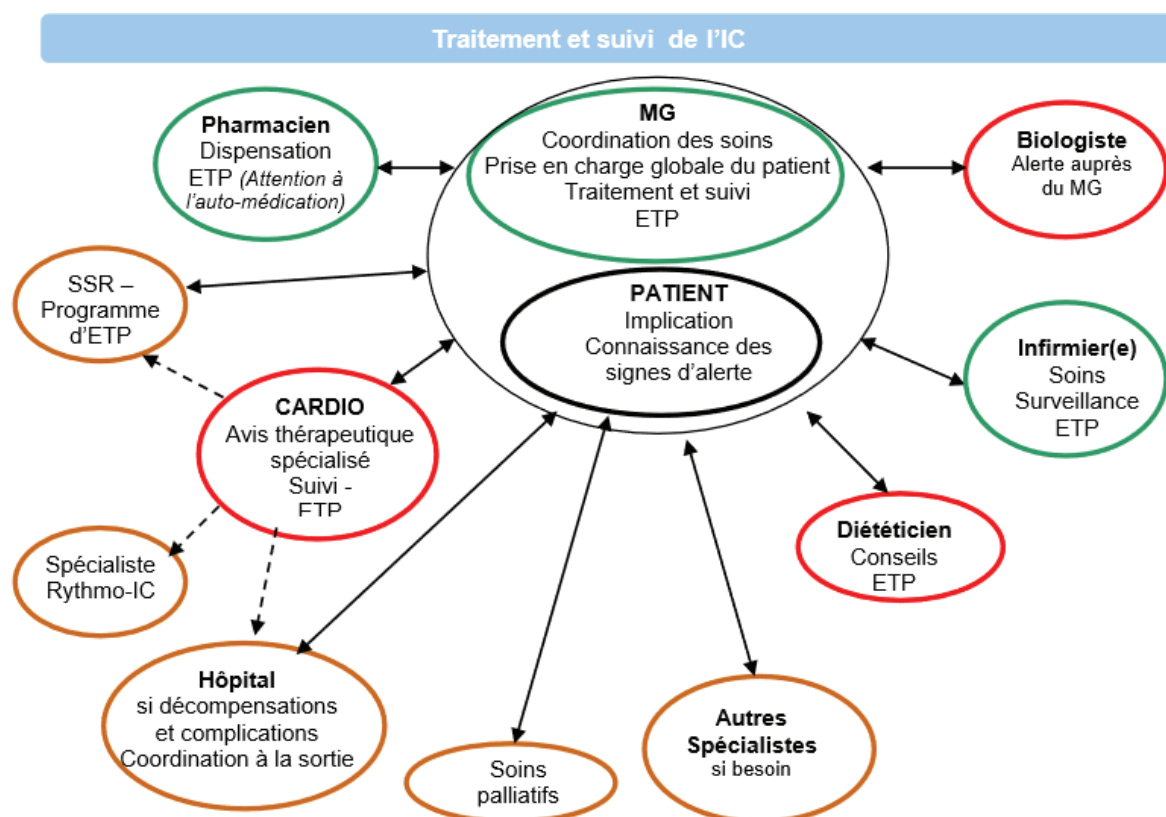 Traitement et suivi de l'IC
Pharmacien
Dispensation
ETP (Attention à
l'auto-médication)
MG
Coordination des soins
Prise en charge globale du patient
Traitement et suivi
ETP
Biologiste
Alerte auprès
du MG
SSR –
Programme
d'ETP
PATIENT
Implication
Connaissance des
signes d'alerte
Infirmier(e)
Soins
Surveillance
ETP
CARDIO
Avis thérapeutique
spécialisé
Suivi -
ETP
Diététicien
Conseils
ETP
Spécialiste
Rythmo-IC
Hôpital
si décompensations
et complications
Coordination à la sortie
Soins
palliatifs
Autres
Spécialistes
si besoin